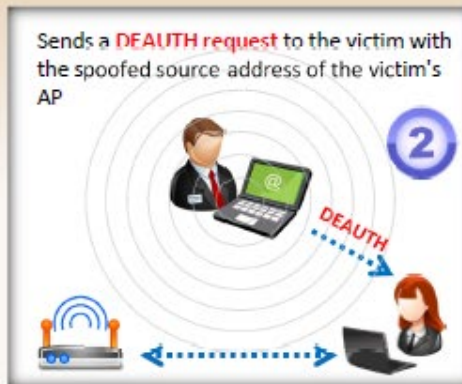 Sends a DEAUTH request to the victim with
the spoofed source address of the victim's
AP
2
@
DEAUTH